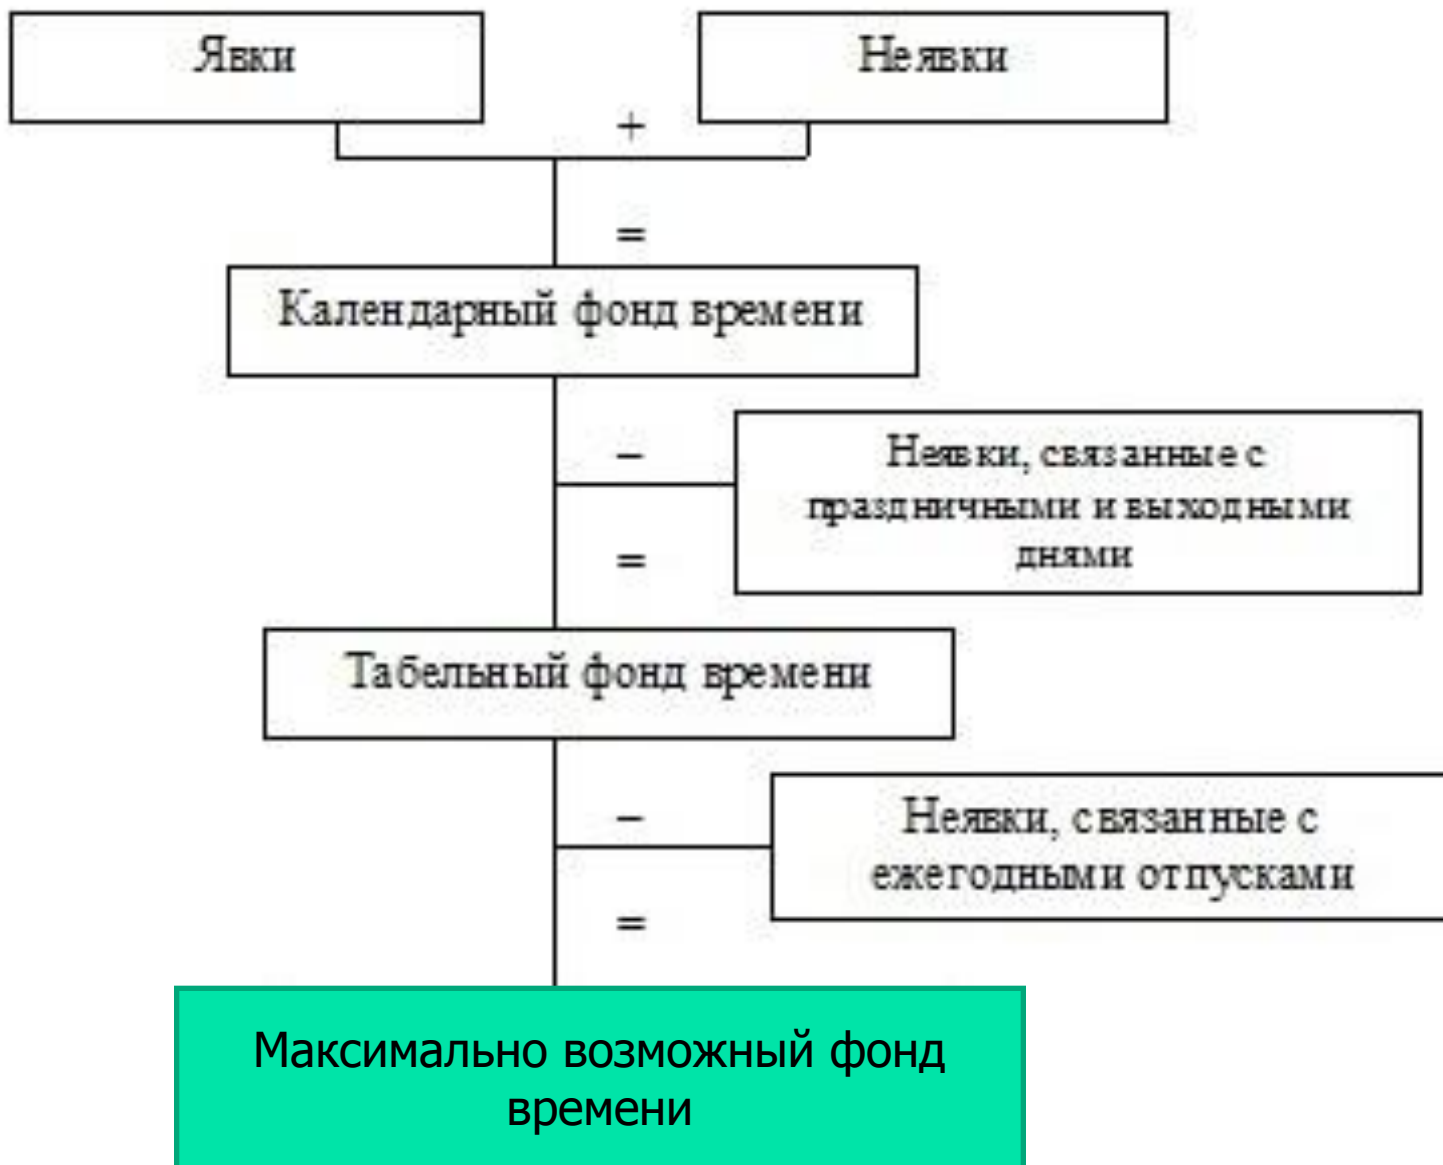 Явки
Неявки
+
=
Календарный фонд времени
–
Неявки, связанные с
праздничными и выходными
днями
=
Табельный фонд времени
–
Неявки, связанные с
ежегодными отпусками
=
Максимально возможный фонд
времени